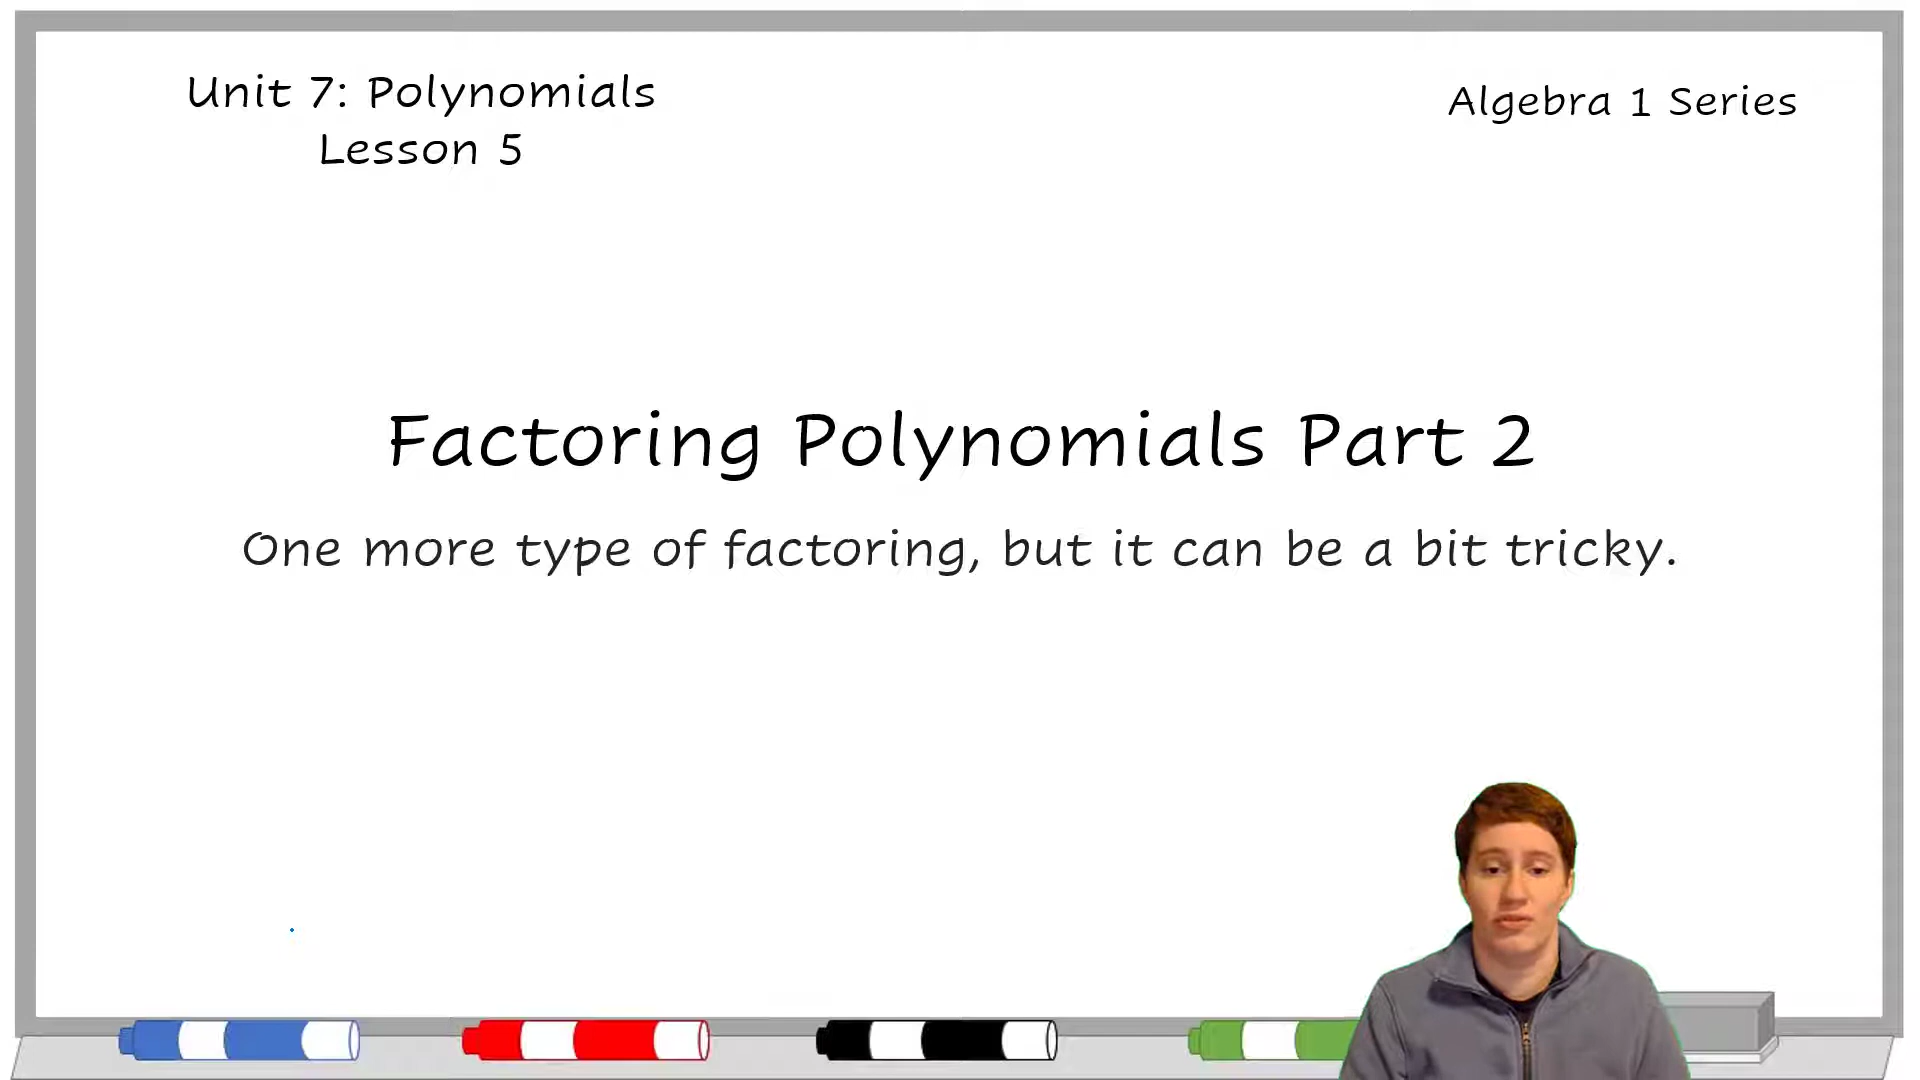 Unit 7: Polynomials
Lesson 5
Algebra 1 Series
Factoring Polynomials Part 2
One more type of factoring, but it can be a bit tricky.